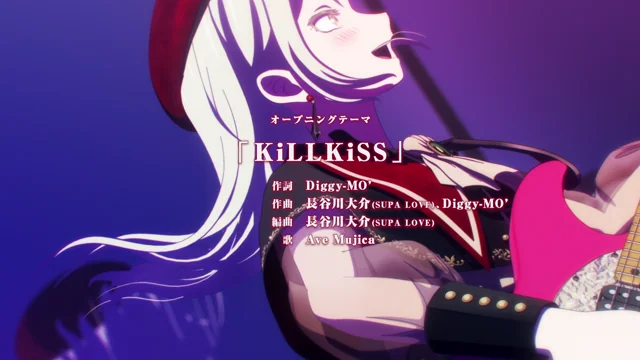 オープニングテーマ
「KiLLKiSS」
作詞 Diggy-MO'
作曲 長谷川大介(SUPA LOVE)、Diggy-MO'
編曲 長谷川大介(SUPA LOVE)
歌 Ave Mujica